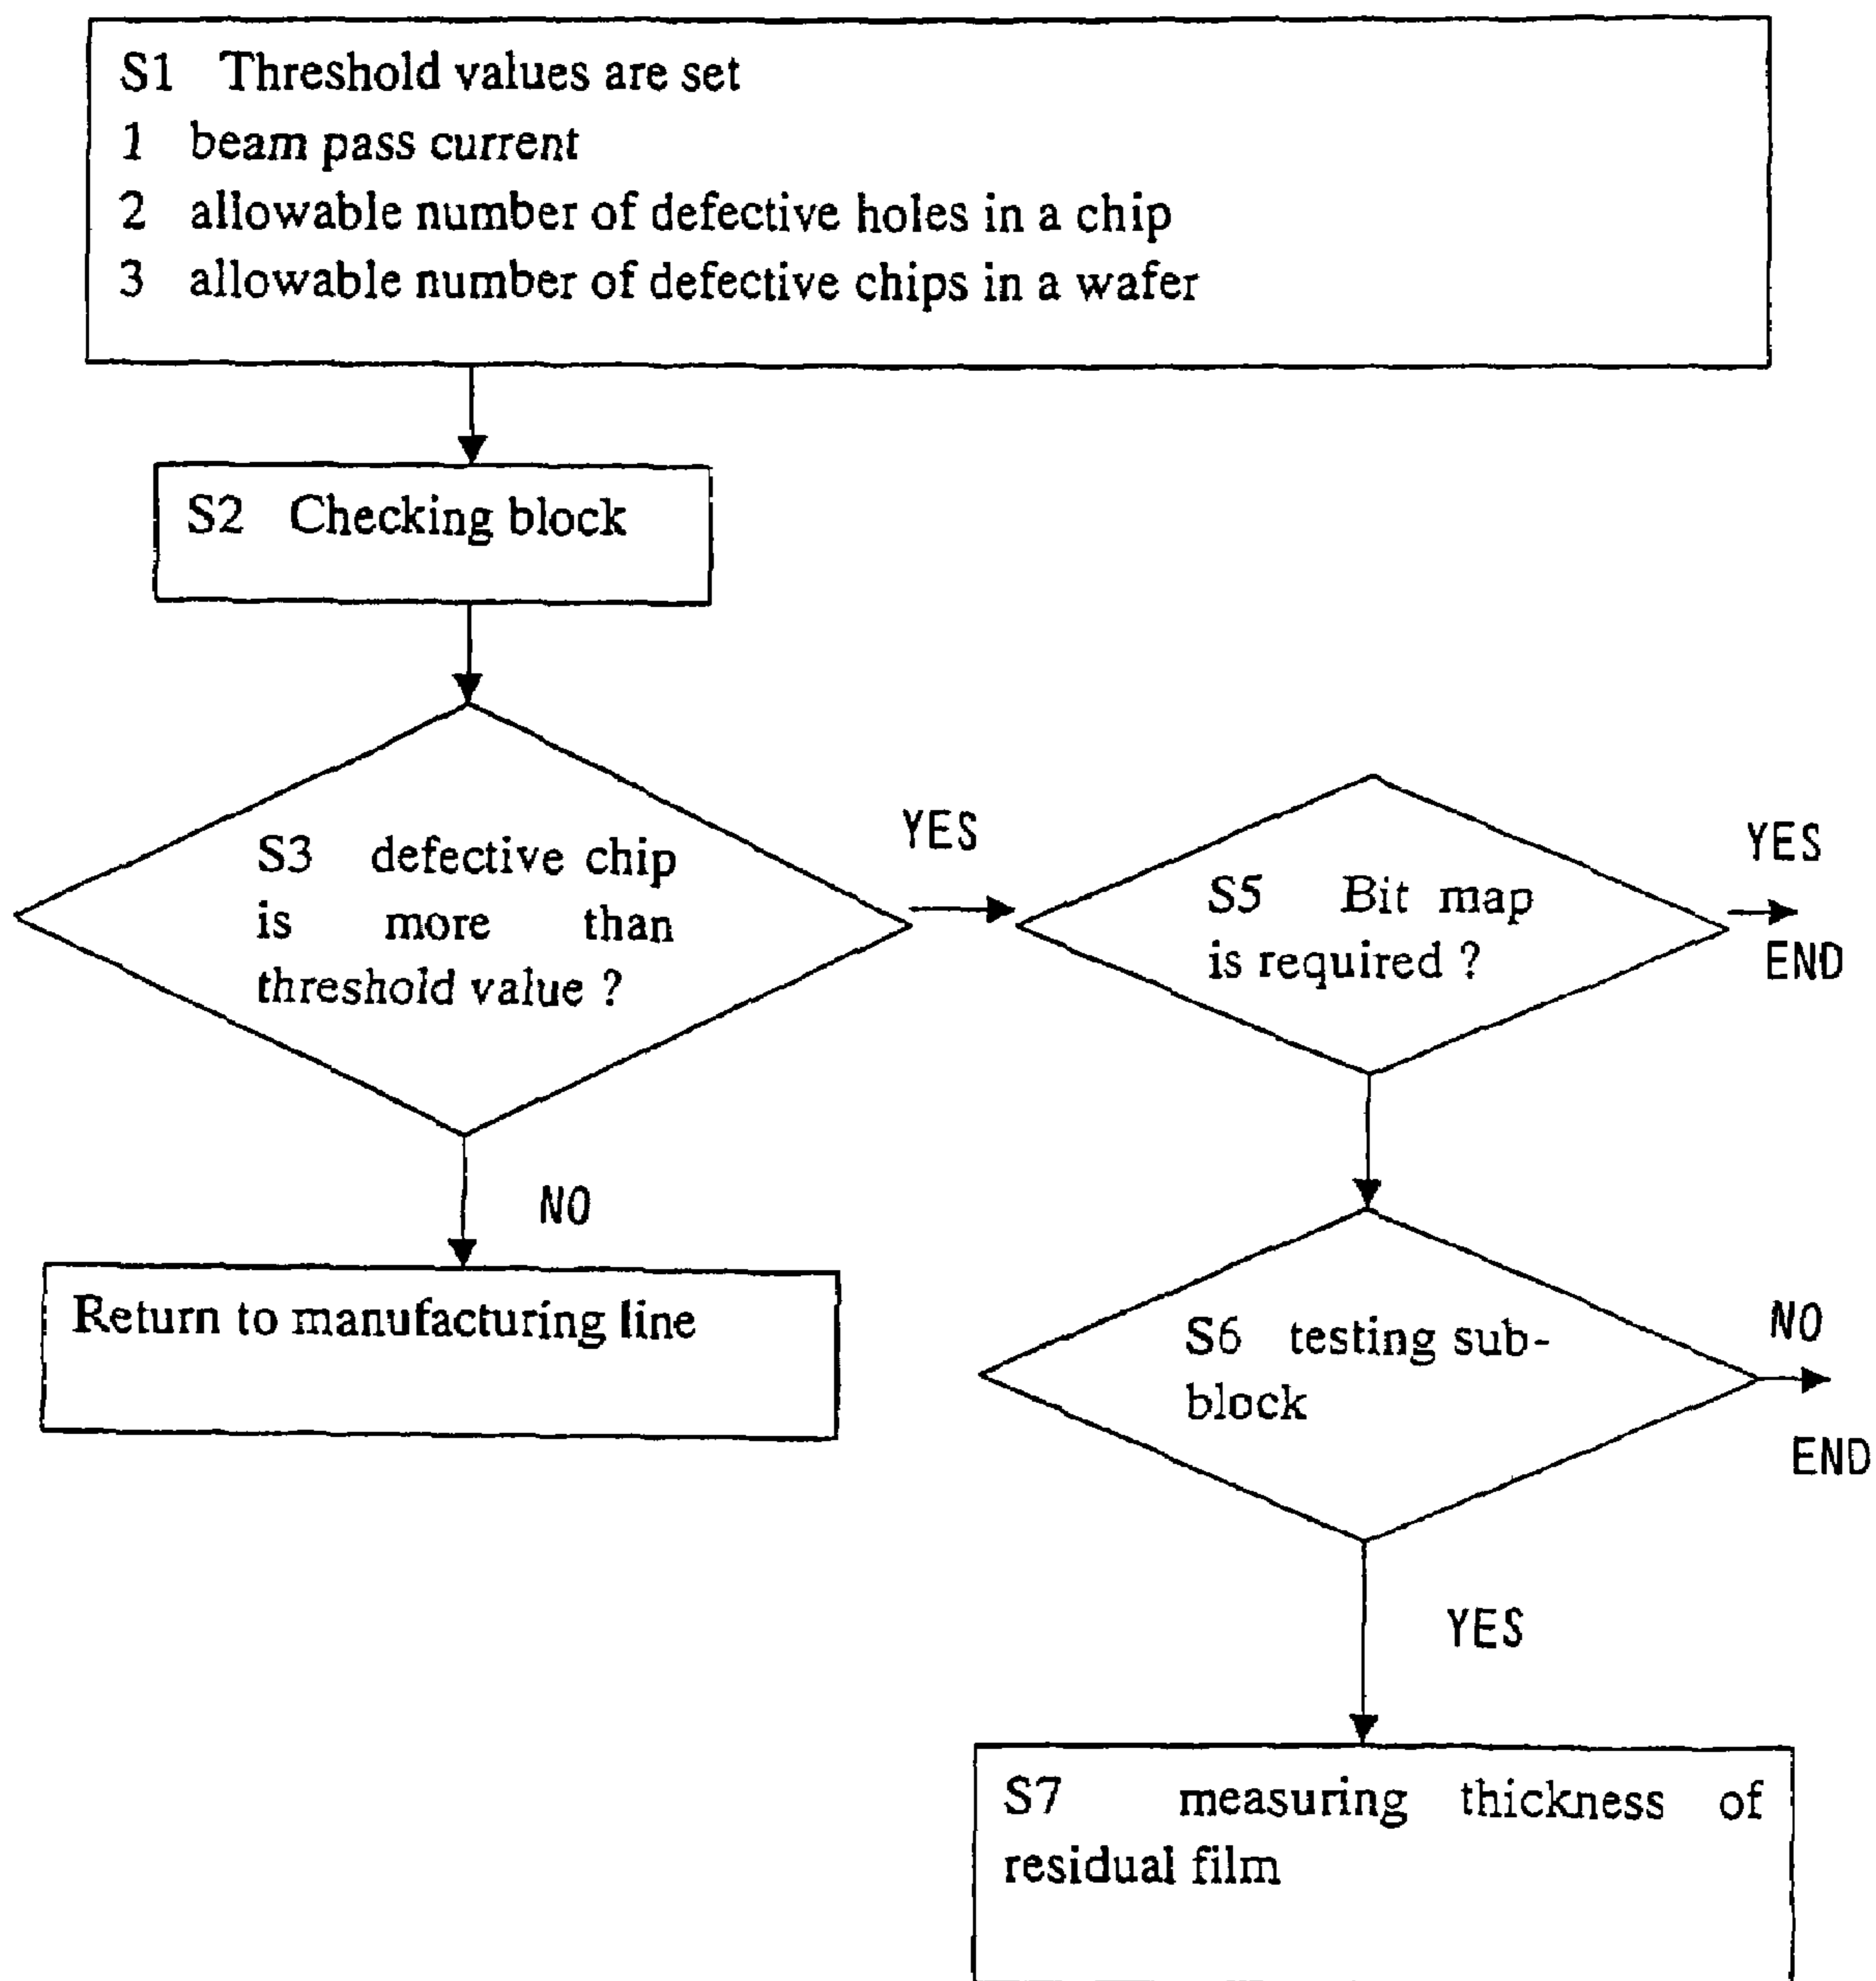 S1 Threshold values are set
1 beam pass current
2 allowable number of defective holes in a chip
3 allowable number of defective chips in a wafer
S2 Checking block
S3 defective chip
is more than
threshold value ?
YES
S5 Bit map
is required ?
YES
END
NO
Return to manufacturing line
S6 testing sub-
block
NO
END
YES
S7 measuring thickness of
residual film